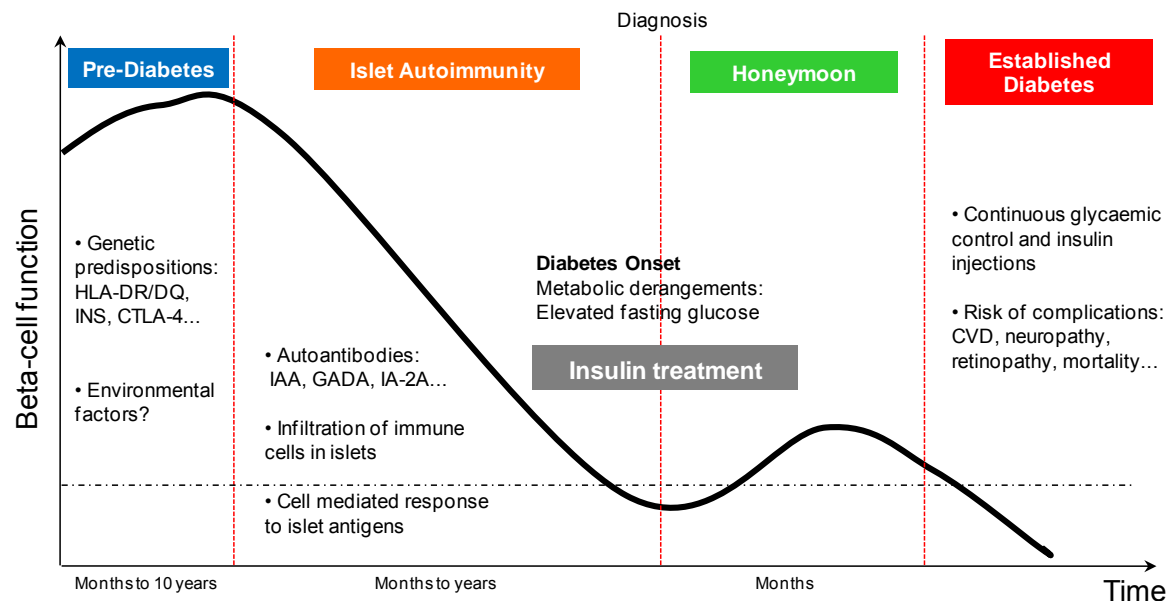 Diagnosis
Pre-Diabetes
Islet Autoimmunity
Honeymoon
Established
Diabetes
Beta-cell function
• Genetic
predispositions:
HLA-DR/DQ,
INS, CTLA-4…
• Environmental
factors?
• Autoantibodies:
IAA, GADA, IA-2A…
• Infiltration of immune
cells in islets
• Cell mediated response
to islet antigens
Diabetes Onset
Metabolic derangements:
Elevated fasting glucose
Insulin treatment
• Continuous glycaemic
control and insulin
injections
• Risk of complications:
CVD, neuropathy,
retinopathy, mortality…
Months to 10 years
Months to years
Months
Time